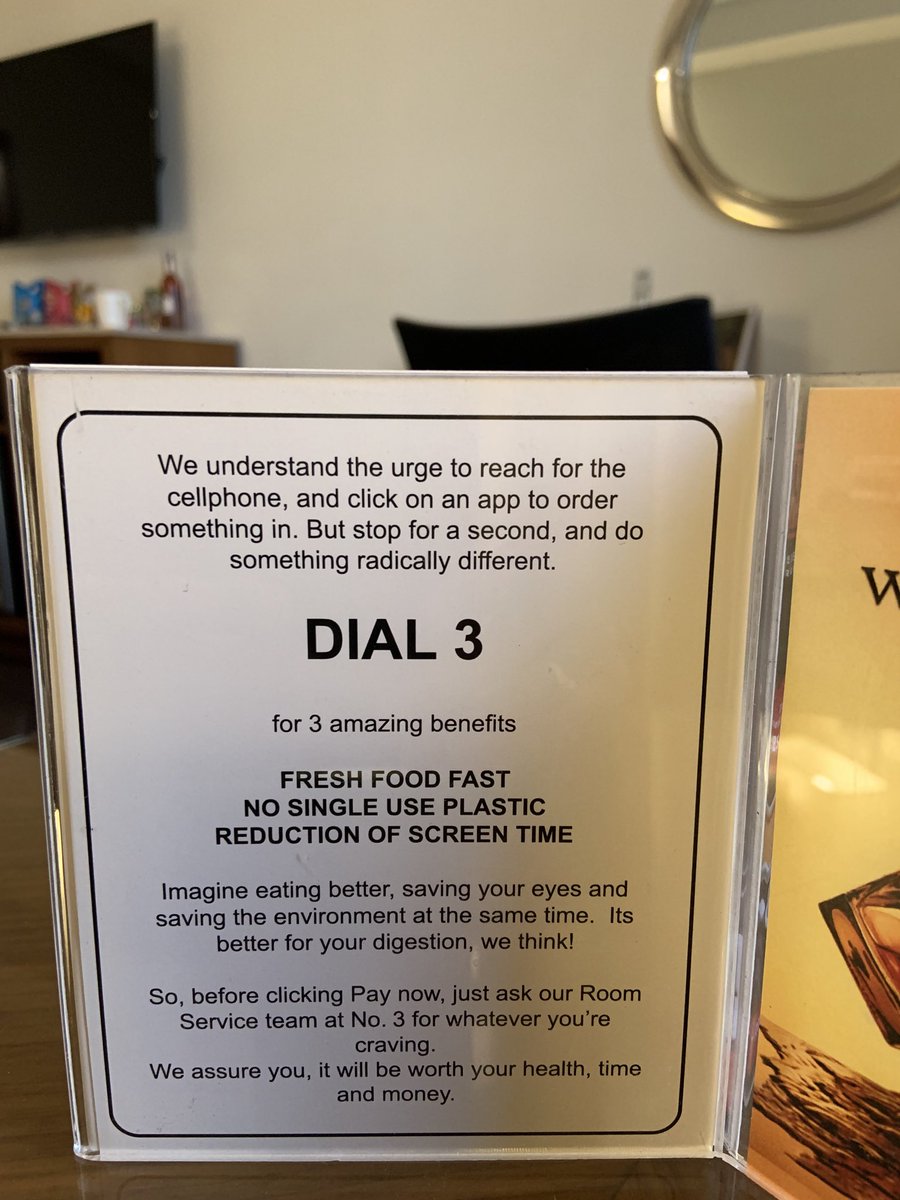 We understand the urge to reach for the
cellphone, and click on an app to order
something in. But stop for a second, and do
something radically different.
DIAL 3
for 3 amazing benefits
FRESH FOOD FAST
NO SINGLE USE PLASTIC
REDUCTION OF SCREEN TIME
Imagine eating better, saving your eyes and
saving the environment at the same time.  Its
better for your digestion, we think!
So, before clicking Pay now, just ask our Room
Service team at No. 3 for whatever you’re
craving.
We assure you, it will be worth your health, time
and money.